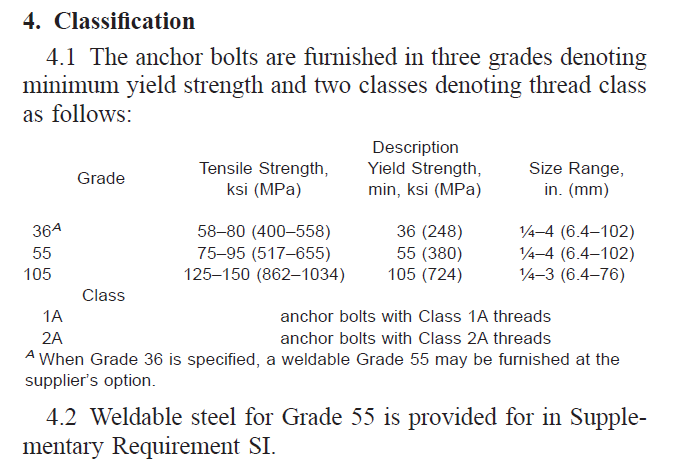 4. Classification
4.1 The anchor bolts are furnished in three grades denoting
minimum yield strength and two classes denoting thread class
as follows:
Description
Grade Tensile Strength, ksi (MPa) Yield Strength, min, ksi (MPa) Size Range, in. (mm)
36A 58–80 (400–558) 36 (248) ¼–4 (6.4–102)
55 75–95 (517–655) 55 (380) ¼–4 (6.4–102)
105 125–150 (862–1034) 105 (724) ¼–3 (6.4–76)
Class
1A anchor bolts with Class 1A threads
2A anchor bolts with Class 2A threads
A When Grade 36 is specified, a weldable Grade 55 may be furnished at the
supplier's option.
4.2 Weldable steel for Grade 55 is provided for in Supple-
mentary Requirement SI.